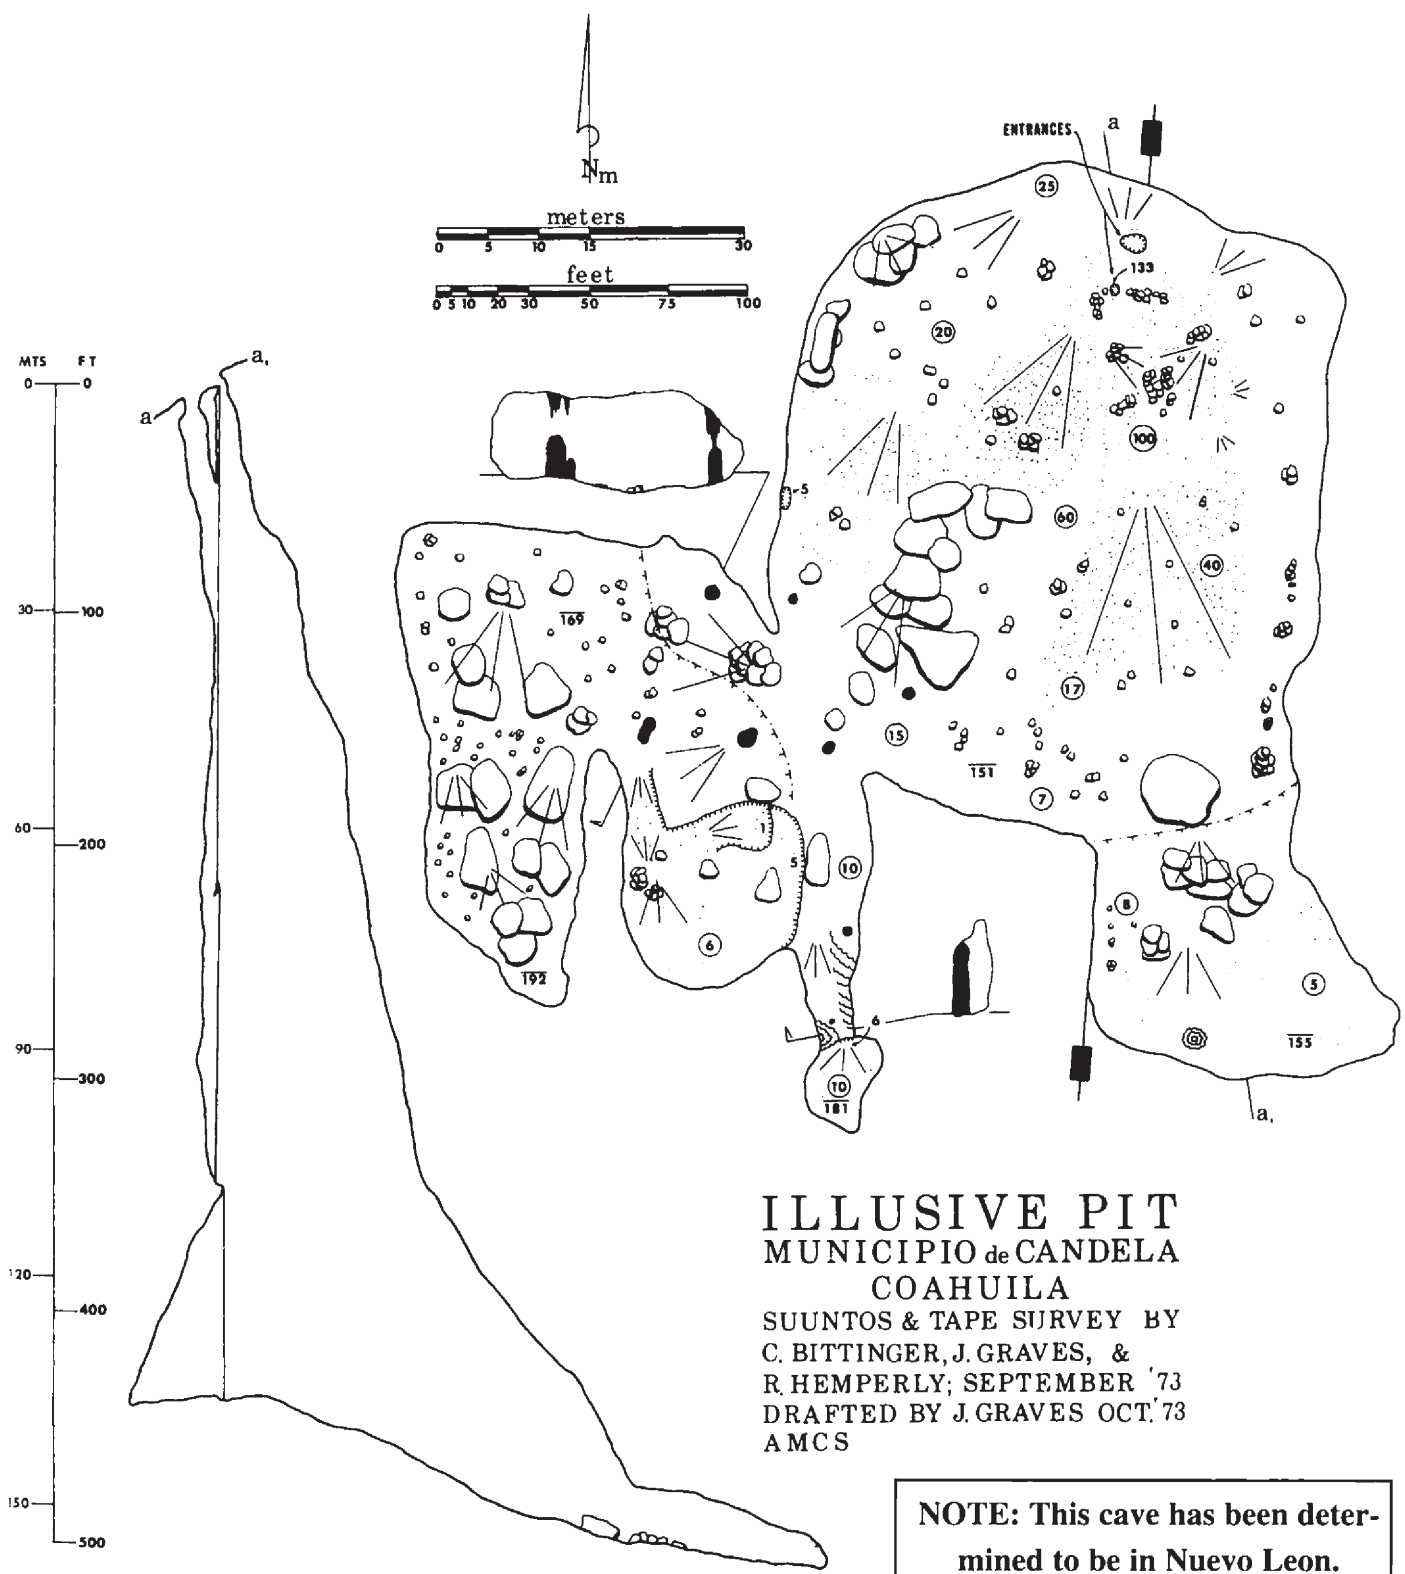 Nm
meters
0 5 10 15 30
feet
0 5 10 20 30 50 75 100
ENTRANCES
a
25
133
20
100
-5
60
40
17
15
151
7
10
8
5
155
a,
6
10
181
169
1
5
6
192
MTS FT
0 0
a,
a
30 100
60 200
90 300
120 400
150 500
ILLUSIVE PIT
MUNICIPIO de CANDELA
COAHUILA
SUUNTOS & TAPE SURVEY BY
C. BITTINGER, J. GRAVES, &
R. HEMPERLY; SEPTEMBER '73
DRAFTED BY J. GRAVES OCT. '73
AMCS
NOTE: This cave has been deter-
mined to be in Nuevo Leon.